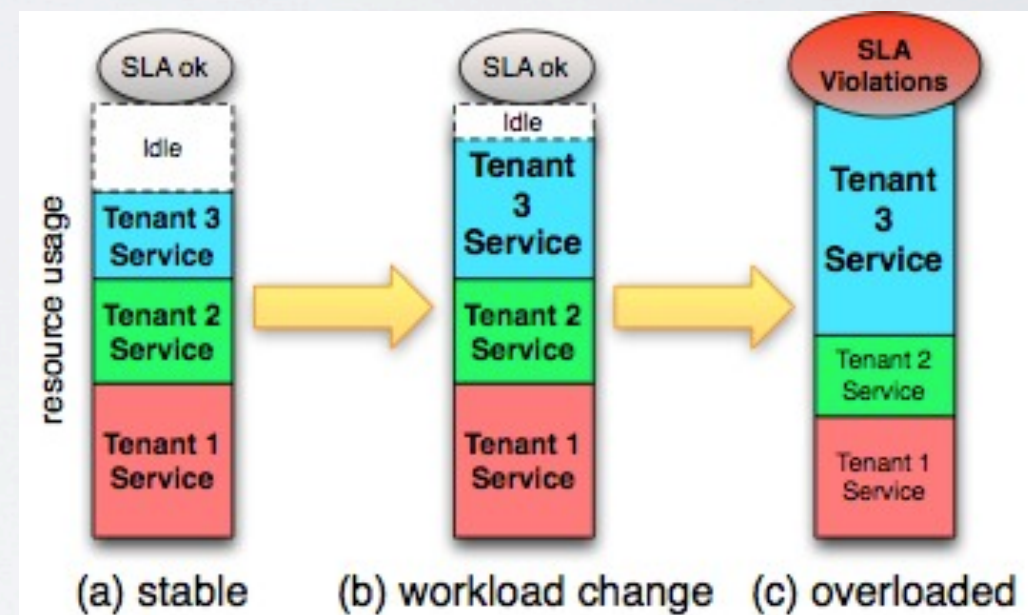 resource usage
SLA ok
Idle
Tenant 3
Service
Tenant 2
Service
Tenant 1
Service
(a) stable
SLA ok
Idle
Tenant
3
Service
Tenant 2
Service
Tenant 1
Service
(b) workload change
SLA
Violations
Tenant
3
Service
Tenant 2
Service
Tenant 1
Service
(c) overloaded